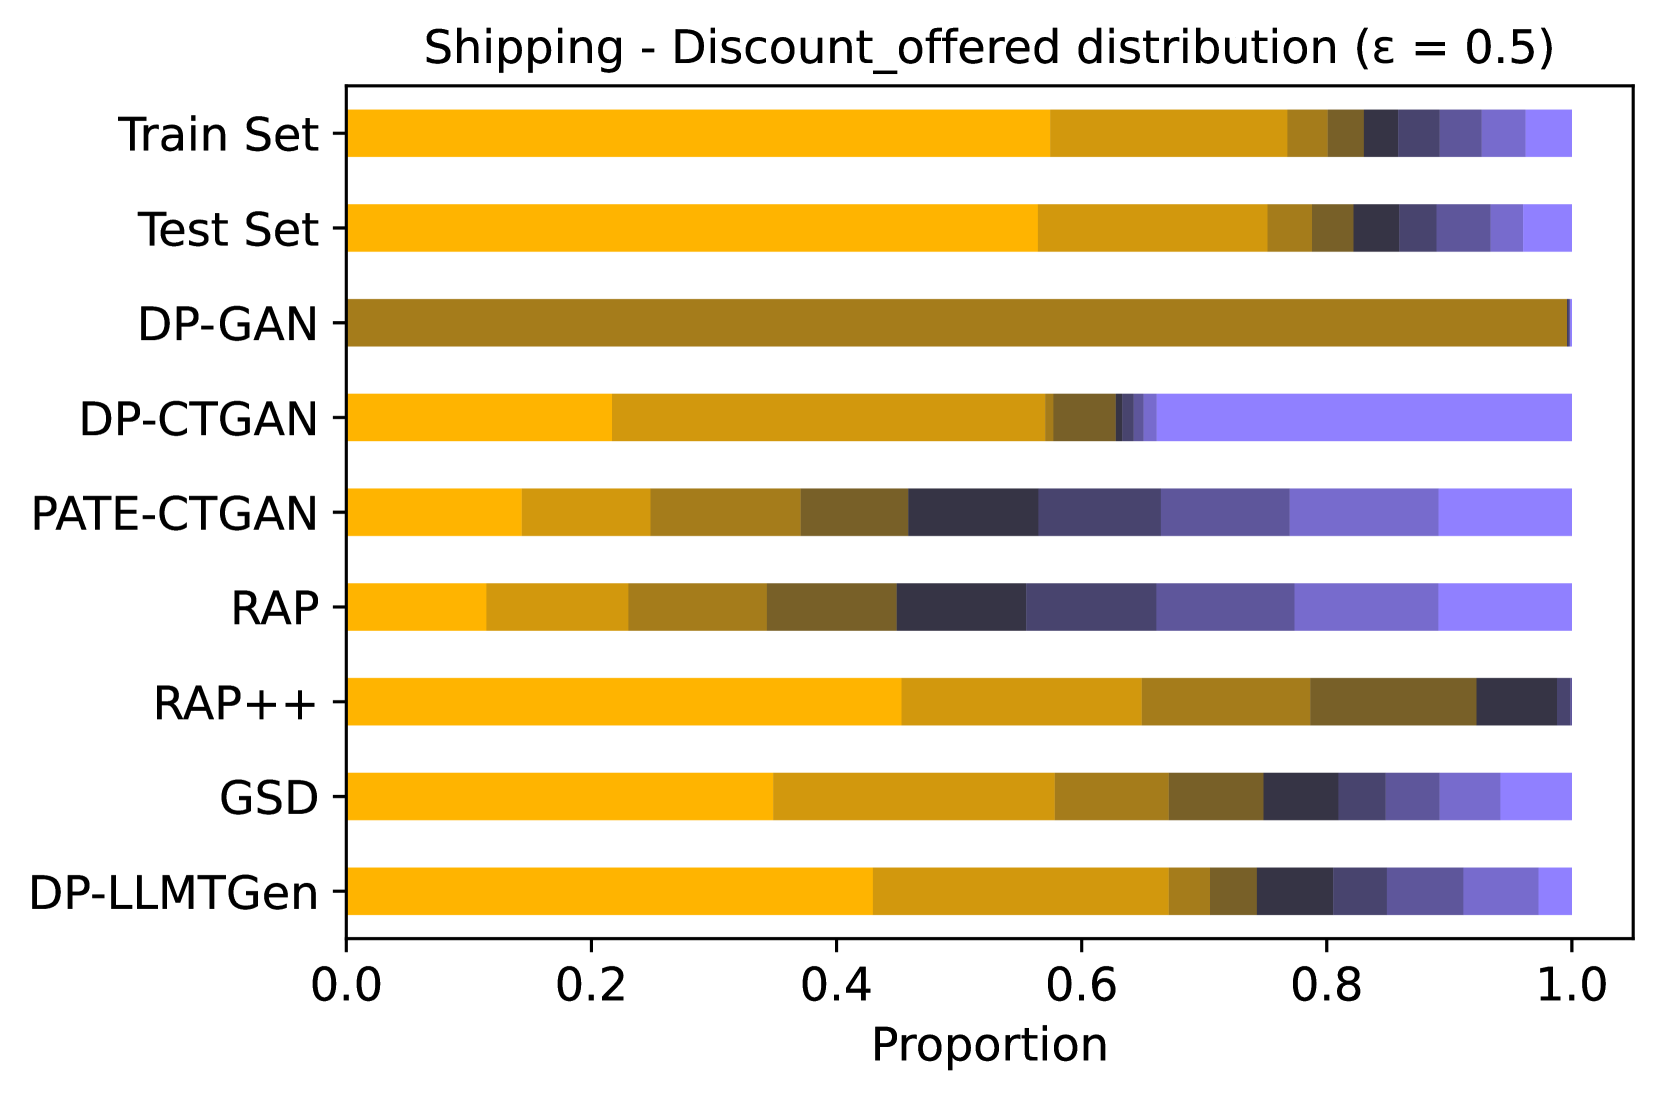 Shipping - Discount_offered distribution (ε = 0.5)
Train Set
Test Set
DP-GAN
DP-CTGAN
PATE-CTGAN
RAP
RAP++
GSD
DP-LLMTGen
0.0 0.2 0.4 0.6 0.8 1.0
Proportion